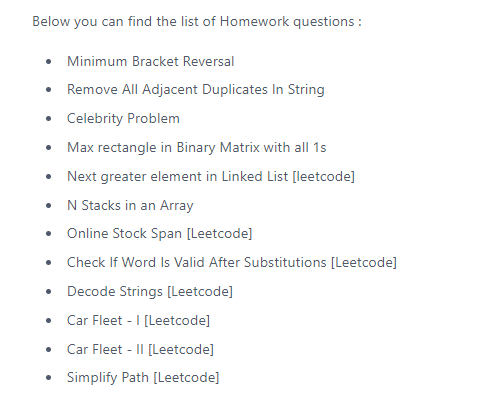 Below you can find the list of Homework questions :
Minimum Bracket Reversal
Remove All Adjacent Duplicates In String
Celebrity Problem
Max rectangle in Binary Matrix with all 1s
Next greater element in Linked List [leetcode]
N Stacks in an Array
Online Stock Span [Leetcode]
Check If Word Is Valid After Substitutions [Leetcode]
Decode Strings [Leetcode]
Car Fleet - I [Leetcode]
Car Fleet - II [Leetcode]
Simplify Path [Leetcode]